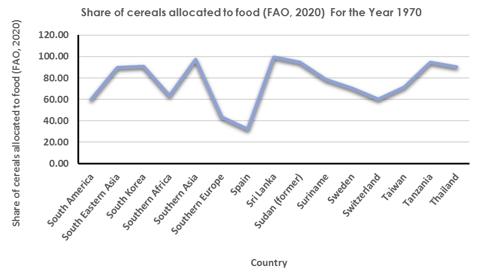 Share of cereals allocated to food (FAO, 2020)  For the Year 1970
Share of cereals allocated to food (FAO, 2020)
120.00
100.00
80.00
60.00
40.00
20.00
0.00
South America
South Eastern Asia
South Korea
Southern Africa
Southern Asia
Southern Europe
Spain
Sri Lanka
Sudan (former)
Suriname
Sweden
Switzerland
Taiwan
Tanzania
Thailand
Country